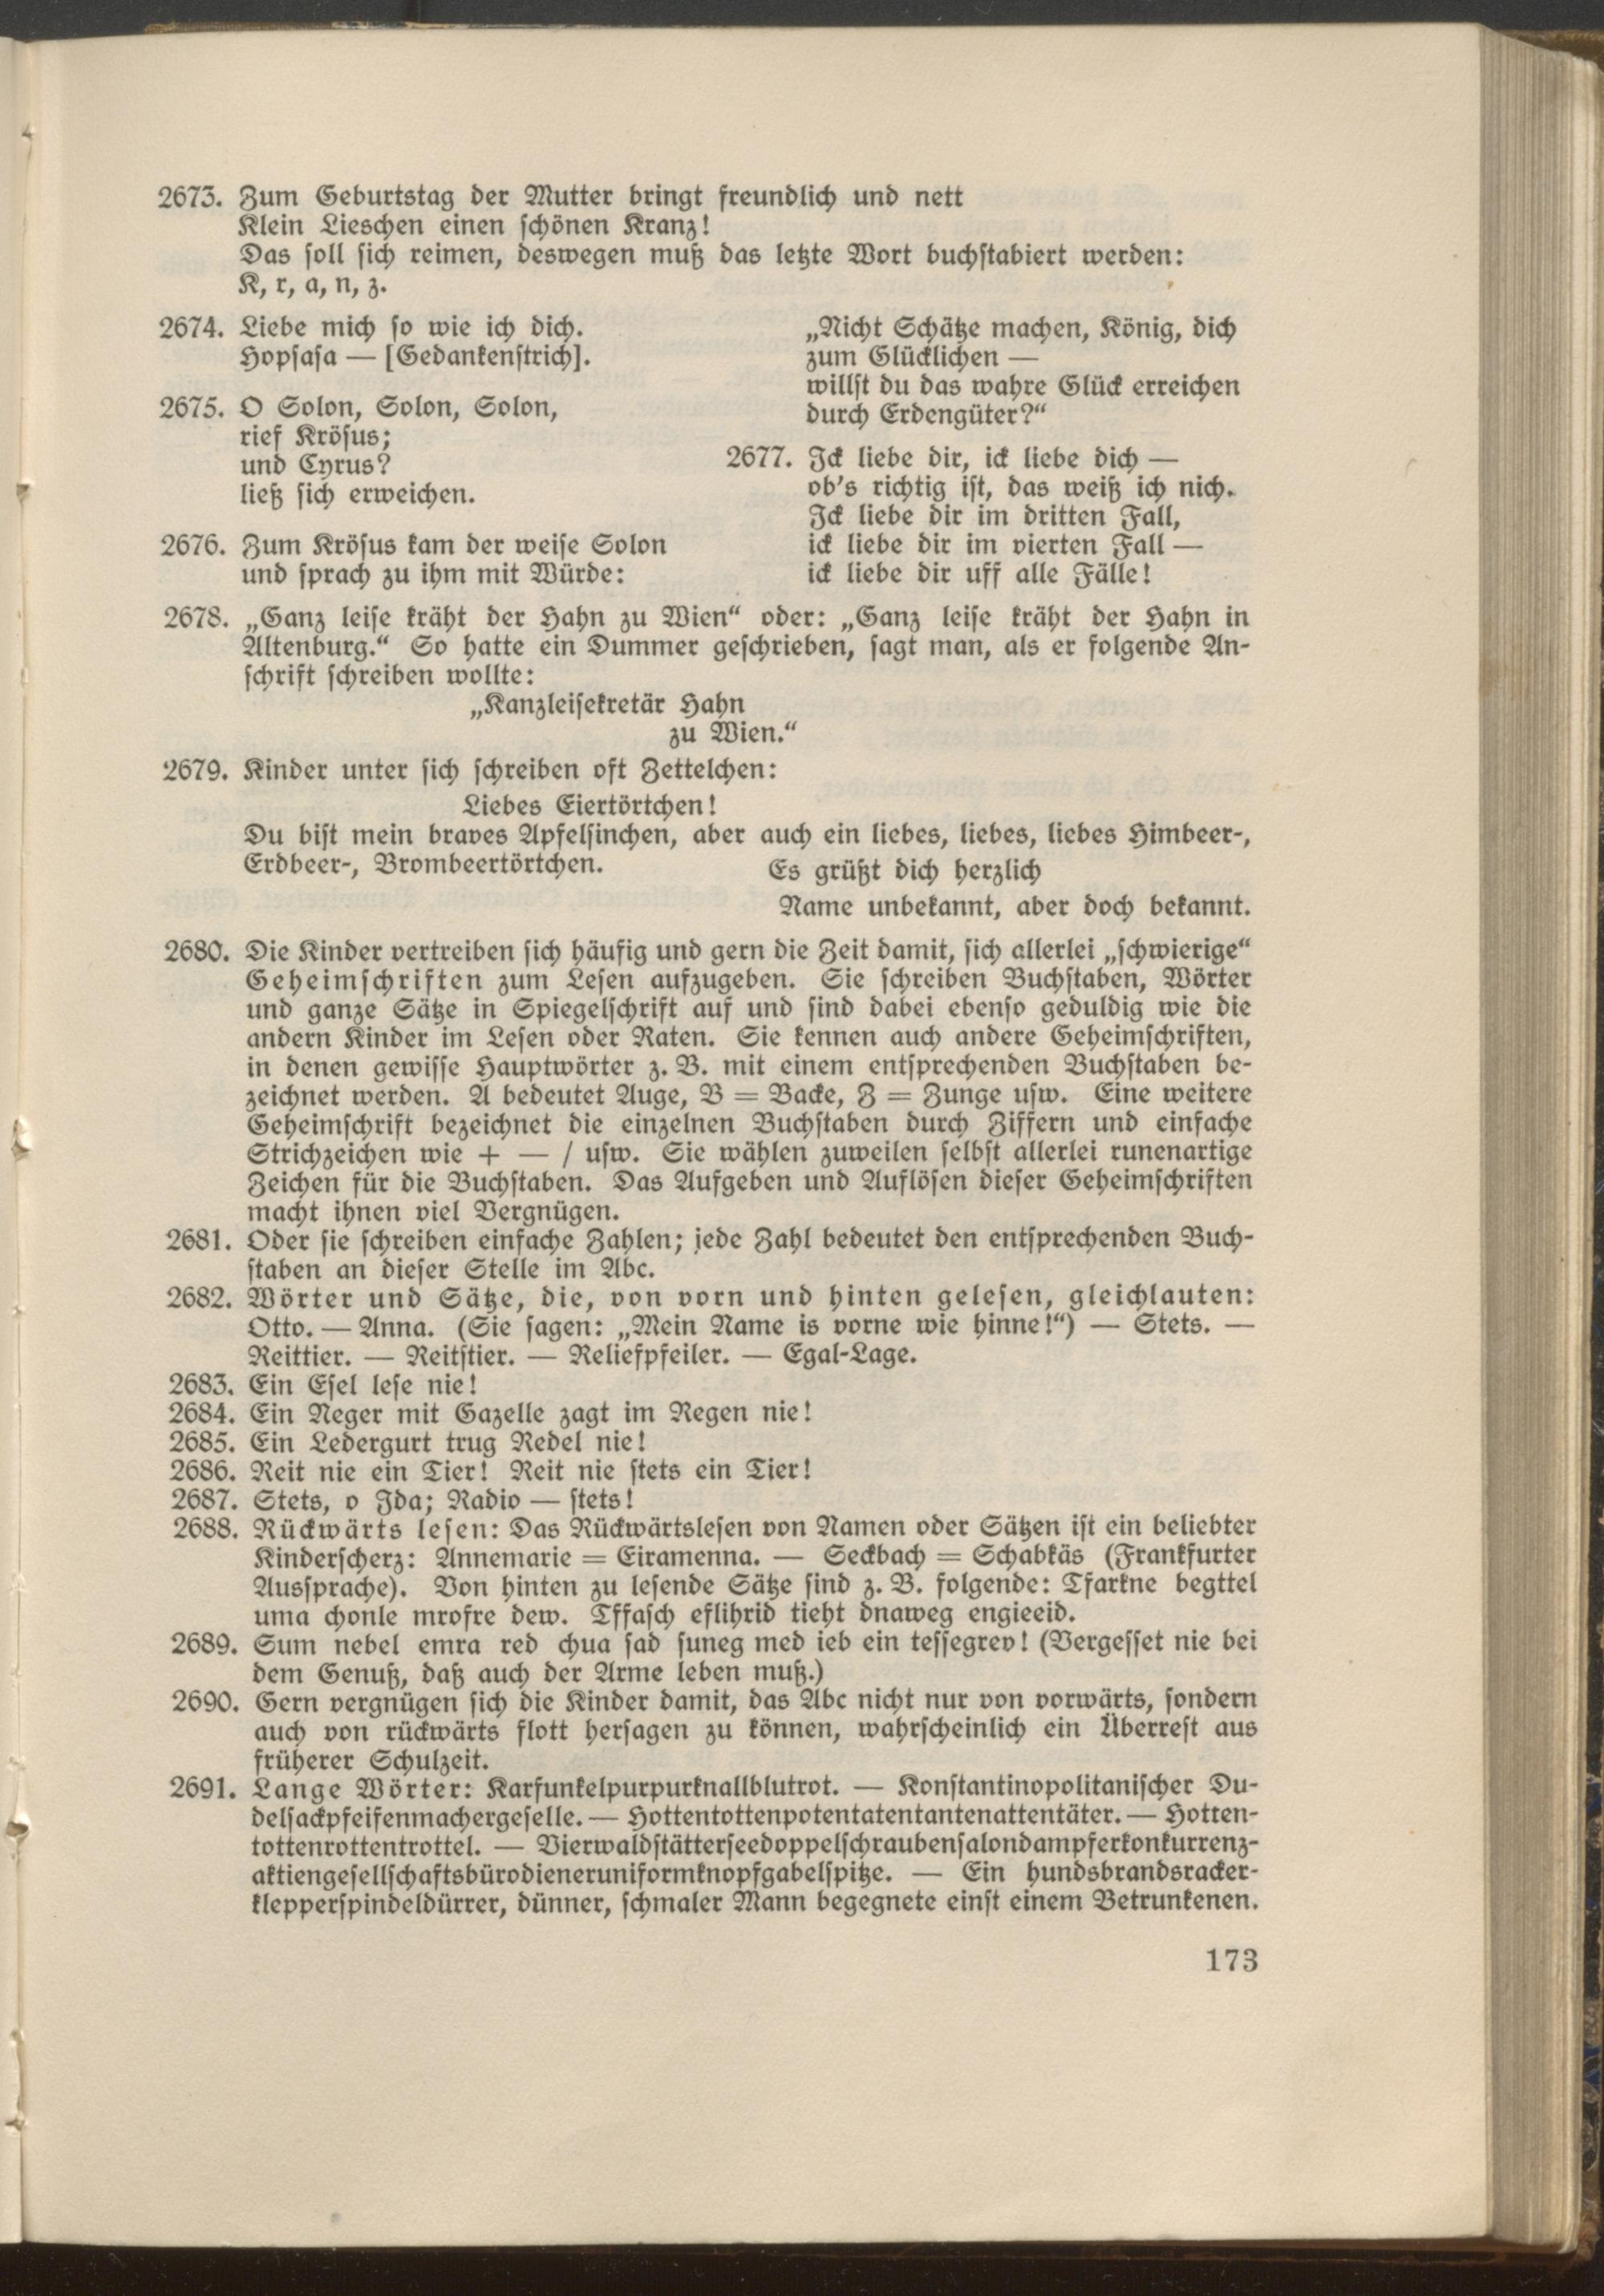 2673. Zum Geburtstag der Mutter bringt freundlich und nett
Klein Lieschen einen schönen Kranz!
Das soll sich reimen, deswegen muß das letzte Wort buchstabiert werden:
K, r, a, n, z.
2674. Liebe mich so wie ich dich.
Hopsasa — [Gedankenstrich].
2675. O Solon, Solon, Solon,
rief Krösus;
und Cyrus?
ließ sich erweichen.
2676. Zum Krösus kam der weise Solon
und sprach zu ihm mit Würde:
„Nicht Schätze machen, König, dich
zum Glücklichen —
willst du das wahre Glück erreichen
durch Erdengüter?“
2677. Ick liebe dir, ick liebe dich —
ob's richtig ist, das weiß ich nich.
Ick liebe dir im dritten Fall,
ick liebe dir im vierten Fall —
ick liebe dir uff alle Fälle!
2678. „Ganz leise kräht der Hahn zu Wien“ oder: „Ganz leise kräht der Hahn in
Altenburg.“ So hatte ein Dummer geschrieben, sagt man, als er folgende An-
schrift schreiben wollte:
„Kanzleisekretär Hahn
zu Wien.“
2679. Kinder unter sich schreiben oft Zettelchen:
Liebes Eiertörtchen!
Du bist mein braves Apfelsinchen, aber auch ein liebes, liebes, liebes Himbeer-,
Erdbeer-, Brombeertörtchen.
Es grüßt dich herzlich
Name unbekannt, aber doch bekannt.
2680. Die Kinder vertreiben sich häufig und gern die Zeit damit, sich allerlei „schwierige“
Geheimschriften zum Lesen aufzugeben. Sie schreiben Buchstaben, Wörter
und ganze Sätze in Spiegelschrift auf und sind dabei ebenso geduldig wie die
andern Kinder im Lesen oder Raten. Sie kennen auch andere Geheimschriften,
in denen gewisse Hauptwörter z. B. mit einem entsprechenden Buchstaben be-
zeichnet werden. A bedeutet Auge, B = Backe, Z = Zunge usw. Eine weitere
Geheimschrift bezeichnet die einzelnen Buchstaben durch Ziffern und einfache
Strichzeichen wie + — / usw. Sie wählen zuweilen selbst allerlei runenartige
Zeichen für die Buchstaben. Das Aufgeben und Auflösen dieser Geheimschriften
macht ihnen viel Vergnügen.
2681. Oder sie schreiben einfache Zahlen; jede Zahl bedeutet den entsprechenden Buch-
staben an dieser Stelle im Abc.
2682. Wörter und Sätze, die, von vorn und hinten gelesen, gleichlauten:
Otto. — Anna. (Sie sagen: „Mein Name is vorne wie hinne!“) — Stets. —
Reittier. — Reitstier. — Reliefpfeiler. — Egal-Lage.
2683. Ein Esel lese nie!
2684. Ein Neger mit Gazelle zagt im Regen nie!
2685. Ein Ledergurt trug Redel nie!
2686. Reit nie ein Tier! Reit nie stets ein Tier!
2687. Stets, o Ida; Radio — stets!
2688. Rückwärts lesen: Das Rückwärtslesen von Namen oder Sätzen ist ein beliebter
Kinderscherz: Annemarie = Eiramenna. — Seckbach = Schabkäs (Frankfurter
Aussprache). Von hinten zu lesende Sätze sind z. B. folgende: Tfarkne begttel
uma chonle mrofre dew. Tffasch eflihrid tieht dnaweg engieeid.
2689. Sum nebel emra red chua sad suneg med ieb ein tessegrev! (Vergesset nie bei
dem Genuß, daß auch der Arme leben muß.)
2690. Gern vergnügen sich die Kinder damit, das Abc nicht nur von vorwärts, sondern
auch von rückwärts flott hersagen zu können, wahrscheinlich ein Überrest aus
früherer Schulzeit.
2691. Lange Wörter: Karfunkelpurpurknallblutrot. — Konstantinopolitanischer Du-
delsackpfeifenmachergeselle. — Hottentottenpotentatentantenattentäter. — Hotten-
tottenrottentrottel. — Vierwaldstätterseedoppelschraubensalondampferkonkurrenz-
aktiengesellschaftsbürodieneruniformknopfgabelspitze. — Ein hundsbrandsracker-
klepperspindeldürrer, dünner, schmaler Mann begegnete einst einem Betrunkenen.
173